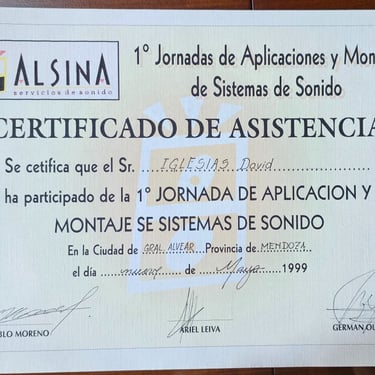 ALSINA
servicios de sonido
1° Jornadas de Aplicaciones y Mon
de Sistemas de Sonido
CERTIFICADO DE ASISTENCIA
Se cetifica que el Sr. IGLESIAS David
ha participado de la 1° JORNADA DE APLICACION Y
MONTAJE SE SISTEMAS DE SONIDO
En la Ciudad de GRAL ALVEAR Provincia de MENDOZA
el día nueve de Mayo 1999
BLO MORENO
ARIEL LEIVA
GERMAN OL